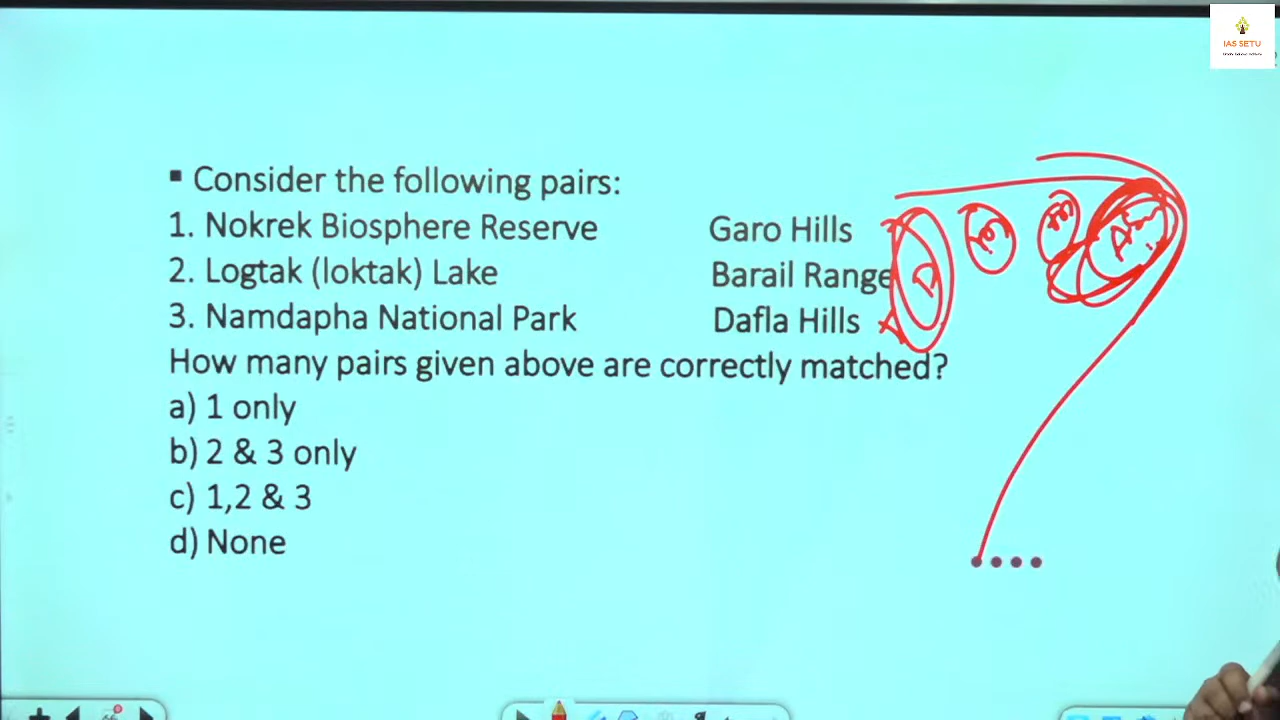 IAS SETU
▪ Consider the following pairs:
1. Nokrek Biosphere Reserve Garo Hills
2. Logtak (loktak) Lake Barail Range
3. Namdapha National Park Dafla Hills
How many pairs given above are correctly matched?
a) 1 only
b) 2 & 3 only
c) 1,2 & 3
d) None
D